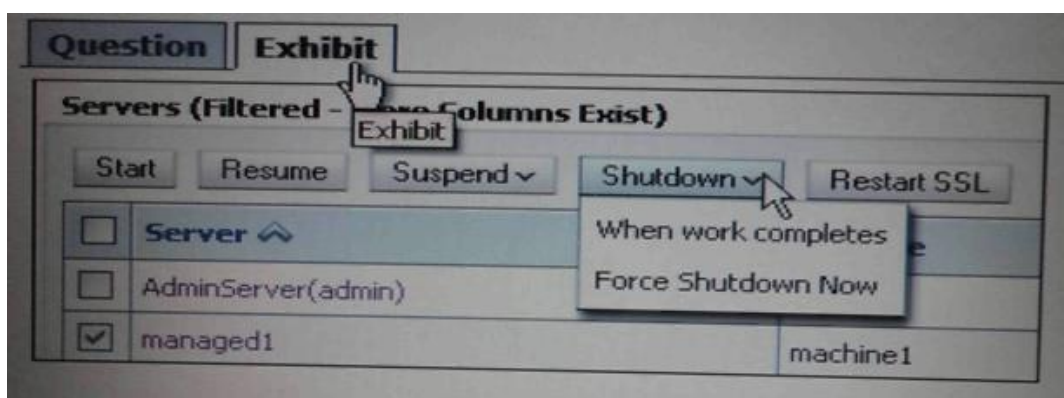 Question Exhibit
Servers (Filtered - Columns Exist)
Exhibit
Start Resume Suspend Shutdown Restart SSL
Server
When work completes
AdminServer(admin)
Force Shutdown Now
managed1 machine1